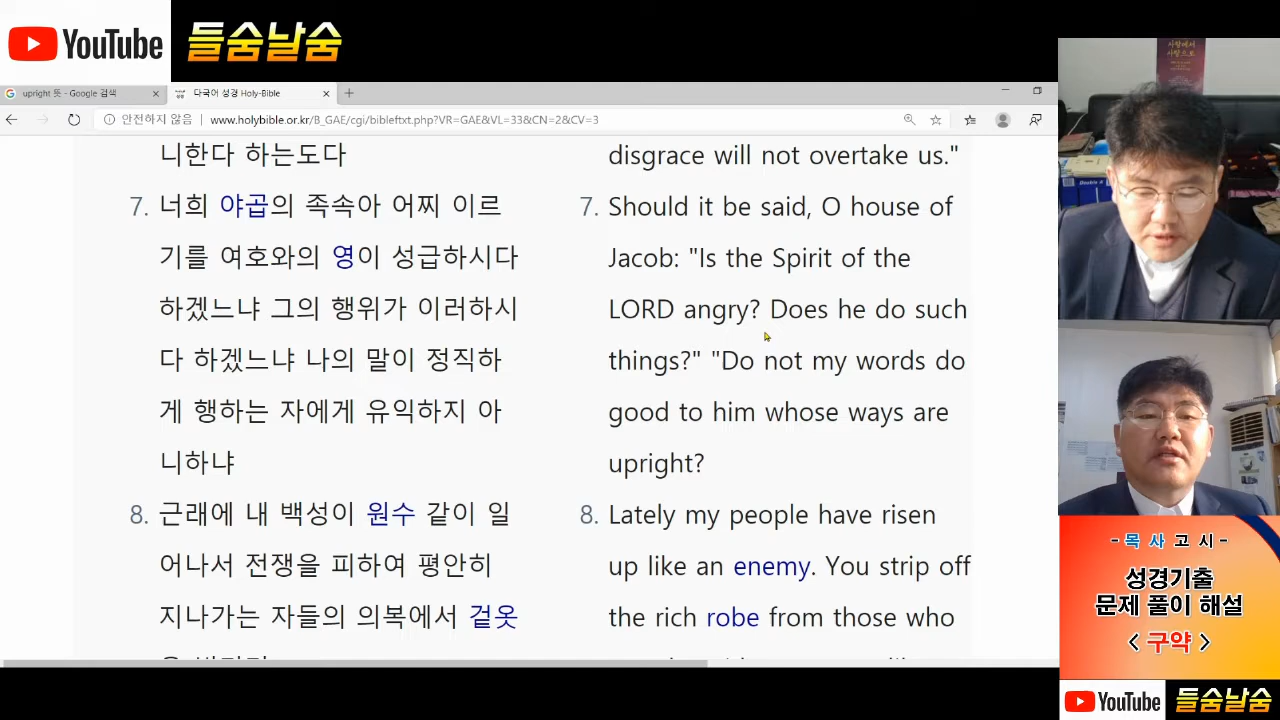 YouTube
들숨날숨
upright 뜻 - Google 검색
다국어 성경 Holy-Bible
안전하지 않음
www.holybible.or.kr/B_GAE/cgi/bibleftxt.php?VR=GAE&VL=33&CN=2&CV=3
니한다 하는도다
7. 너희 야곱의 족속아 어찌 이르
기를 여호와의 영이 성급하시다
하겠느냐 그의 행위가 이러하시
다 하겠느냐 나의 말이 정직하
게 행하는 자에게 유익하지 아
니하냐
8. 근래에 내 백성이 원수 같이 일
어나서 전쟁을 피하여 평안히
지나가는 자들의 의복에서 겉옷
disgrace will not overtake us."
7. Should it be said, O house of
Jacob: "Is the Spirit of the
LORD angry? Does he do such
things?" "Do not my words do
good to him whose ways are
upright?
8. Lately my people have risen
up like an enemy. You strip off
the rich robe from those who
사랑에서
사랑으로
- 목 사 고 시 -
성경기출
문제 풀이 해설
< 구약 >
YouTube
들숨날숨